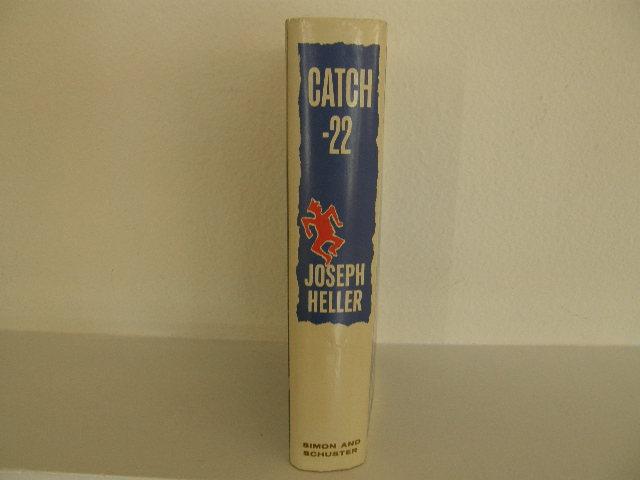 CATCH
-22
JOSEPH
HELLER
SIMON AND
SCHUSTER